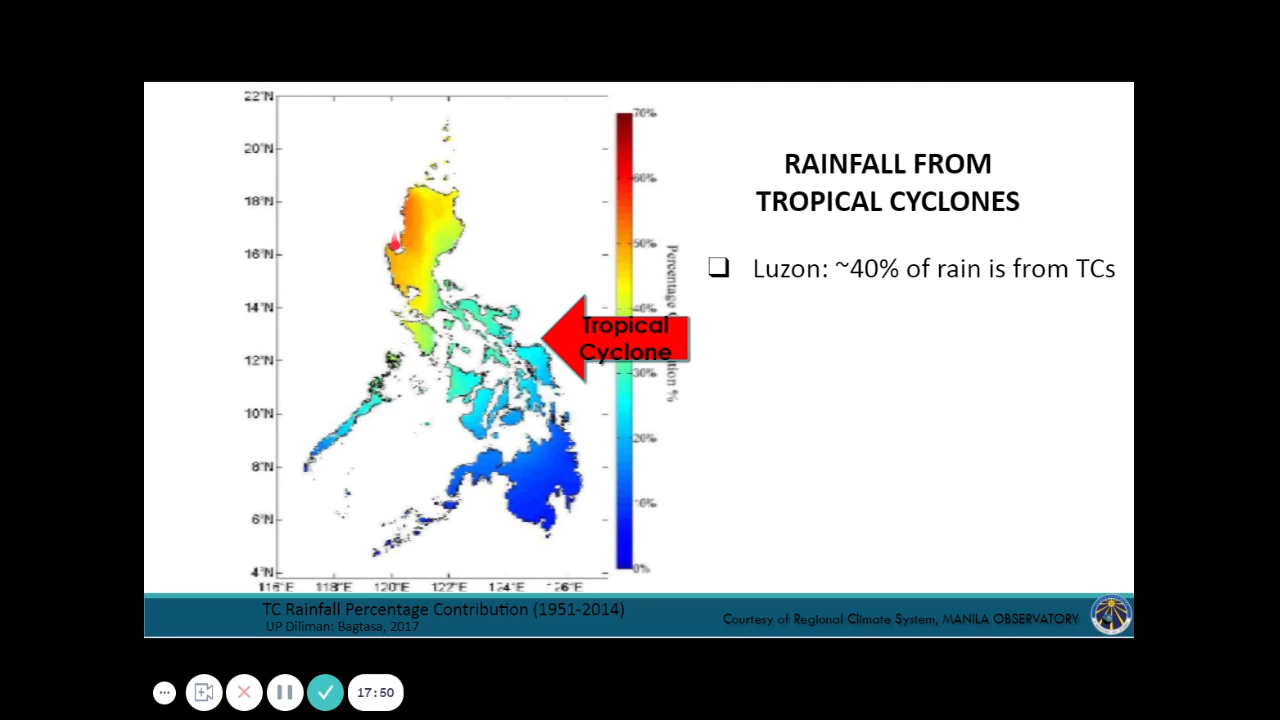 22°N
20°N
18°N
16°N
14°N
12°N
10°N
8°N
6°N
4°N
116°E 118°E 120°E 122°E 124°E 126°E
70%
60%
50%
40%
30%
20%
10%
0%
Percentage
Tropical
Cyclone
RAINFALL FROM
TROPICAL CYCLONES
❑ Luzon: ~40% of rain is from TCs
TC Rainfall Percentage Contribution (1951-2014)
UP Diliman: Bagtasa, 2017
Courtesy of Regional Climate System, MANILA OBSERVATORY
17:50